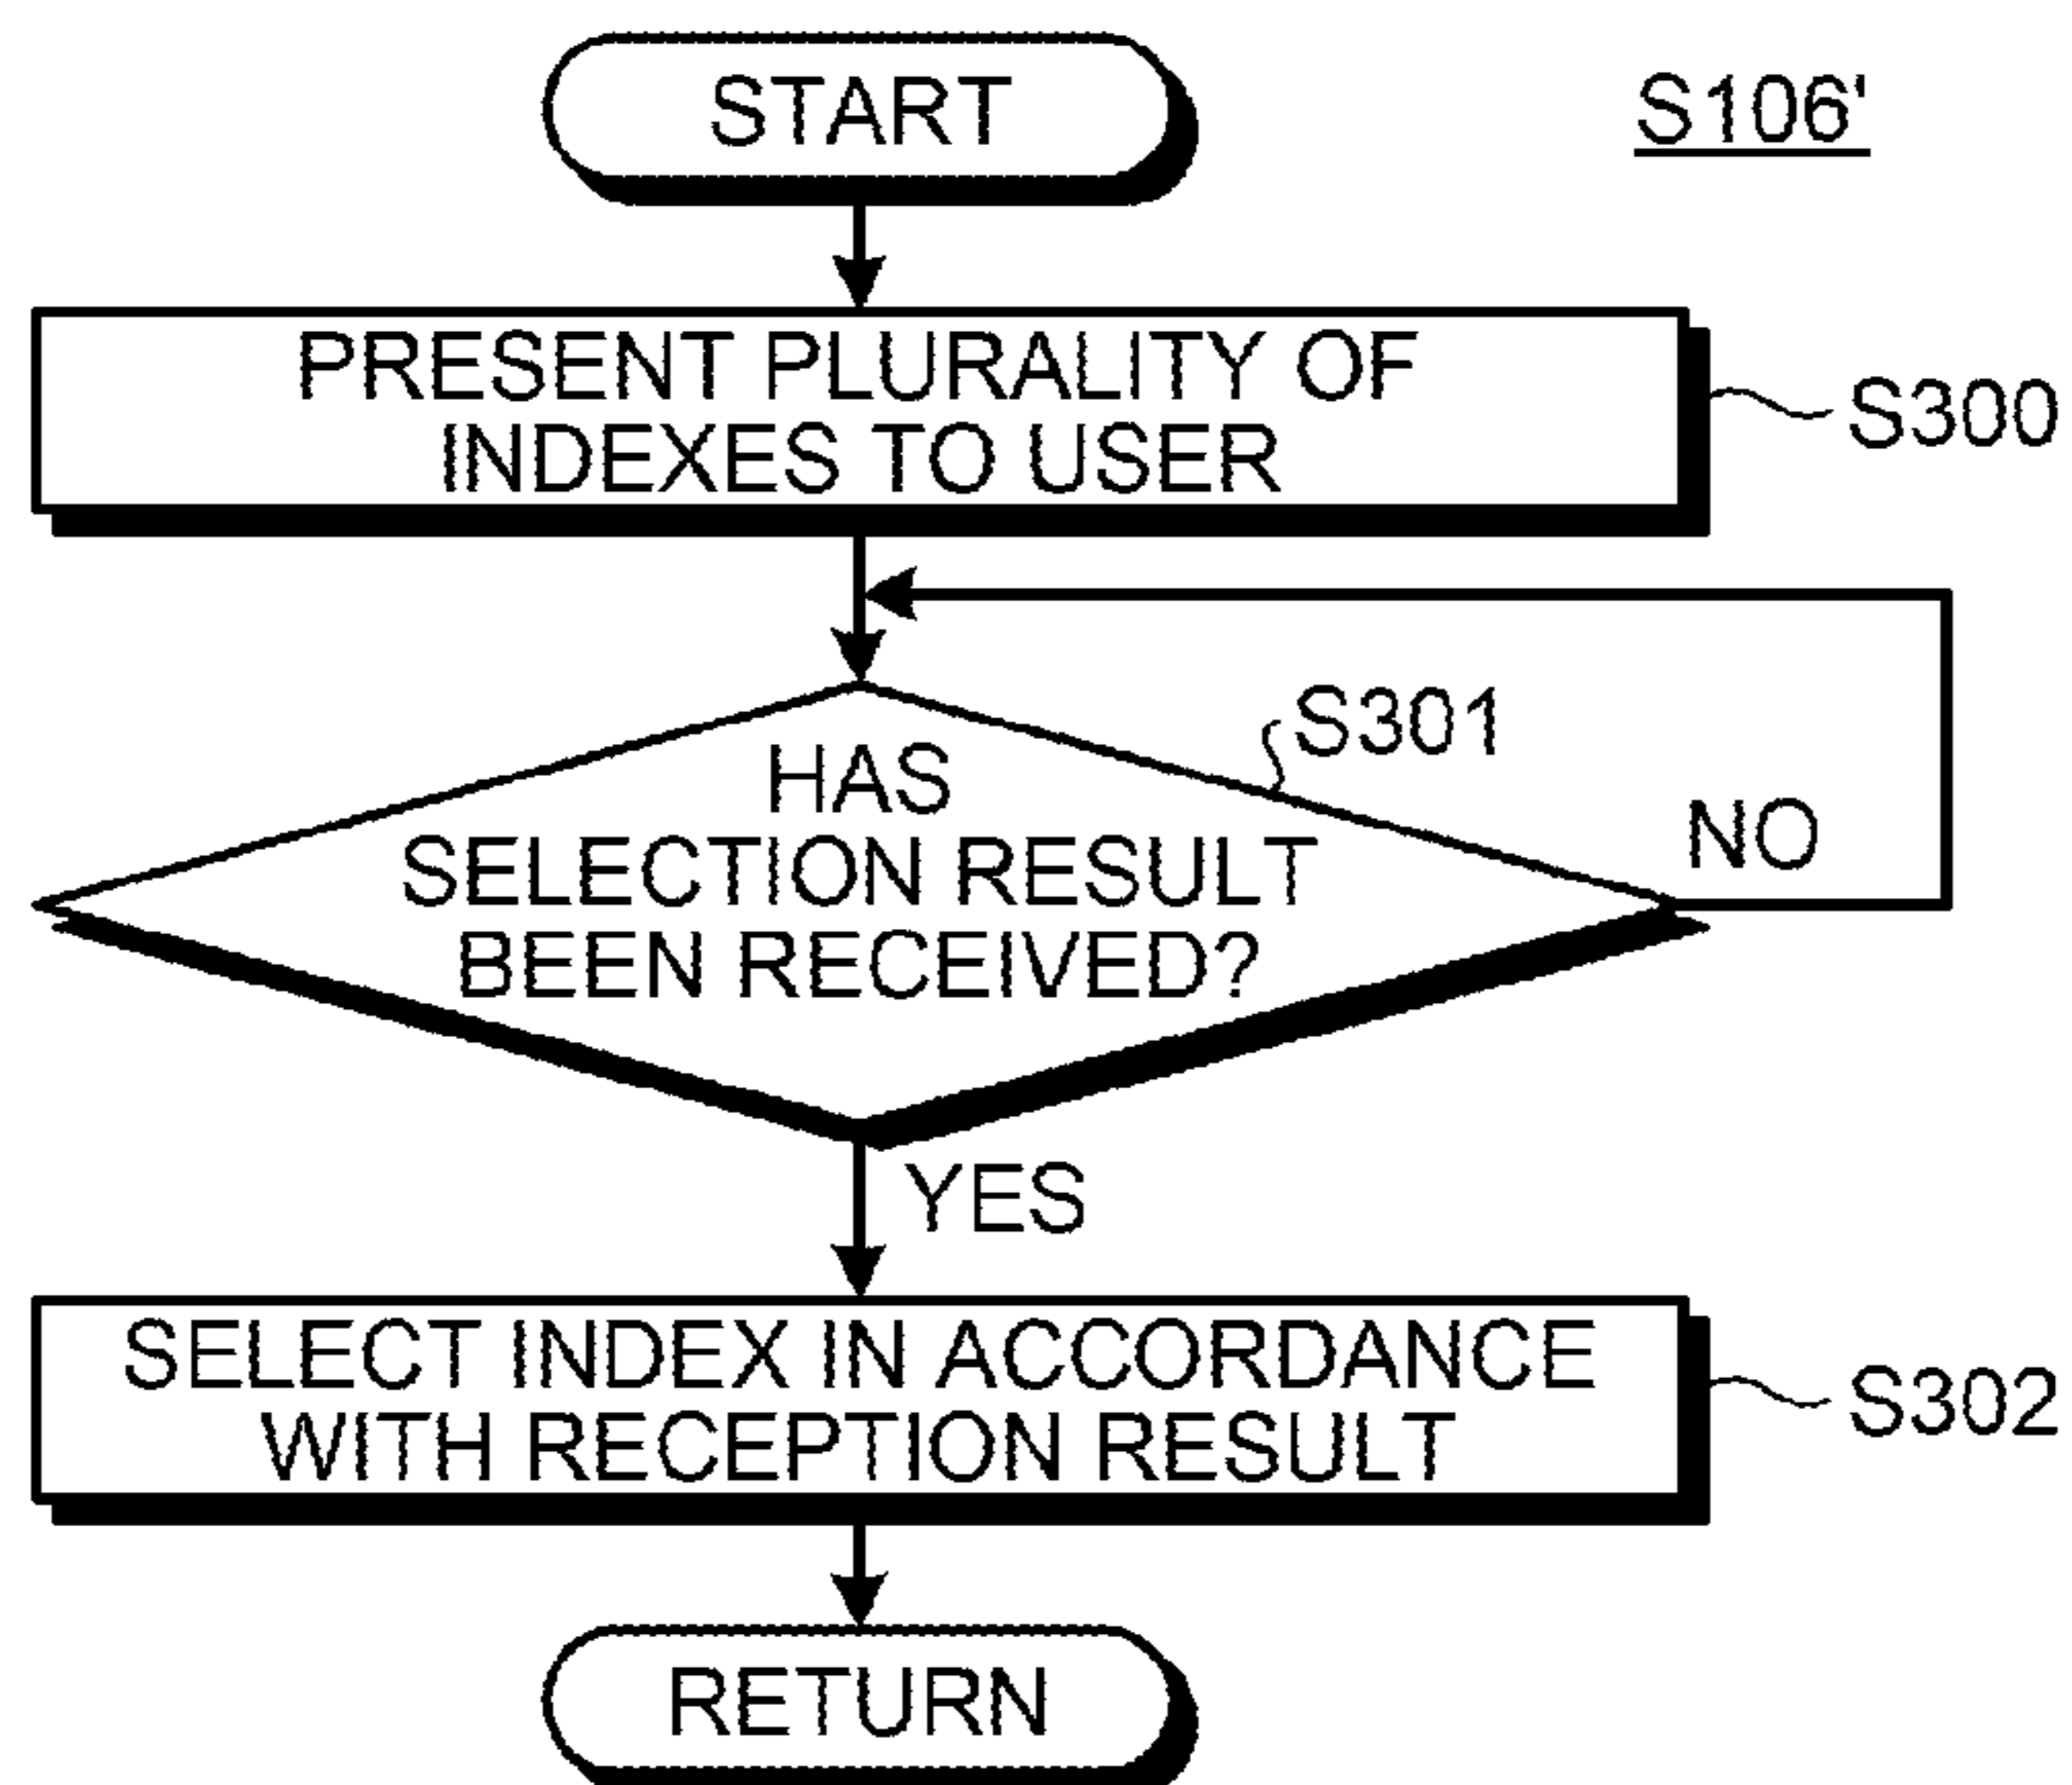 START
S106'
PRESENT PLURALITY OF
INDEXES TO USER
S300
S301
HAS
SELECTION RESULT
BEEN RECEIVED?
NO
YES
SELECT INDEX IN ACCORDANCE
WITH RECEPTION RESULT
S302
RETURN